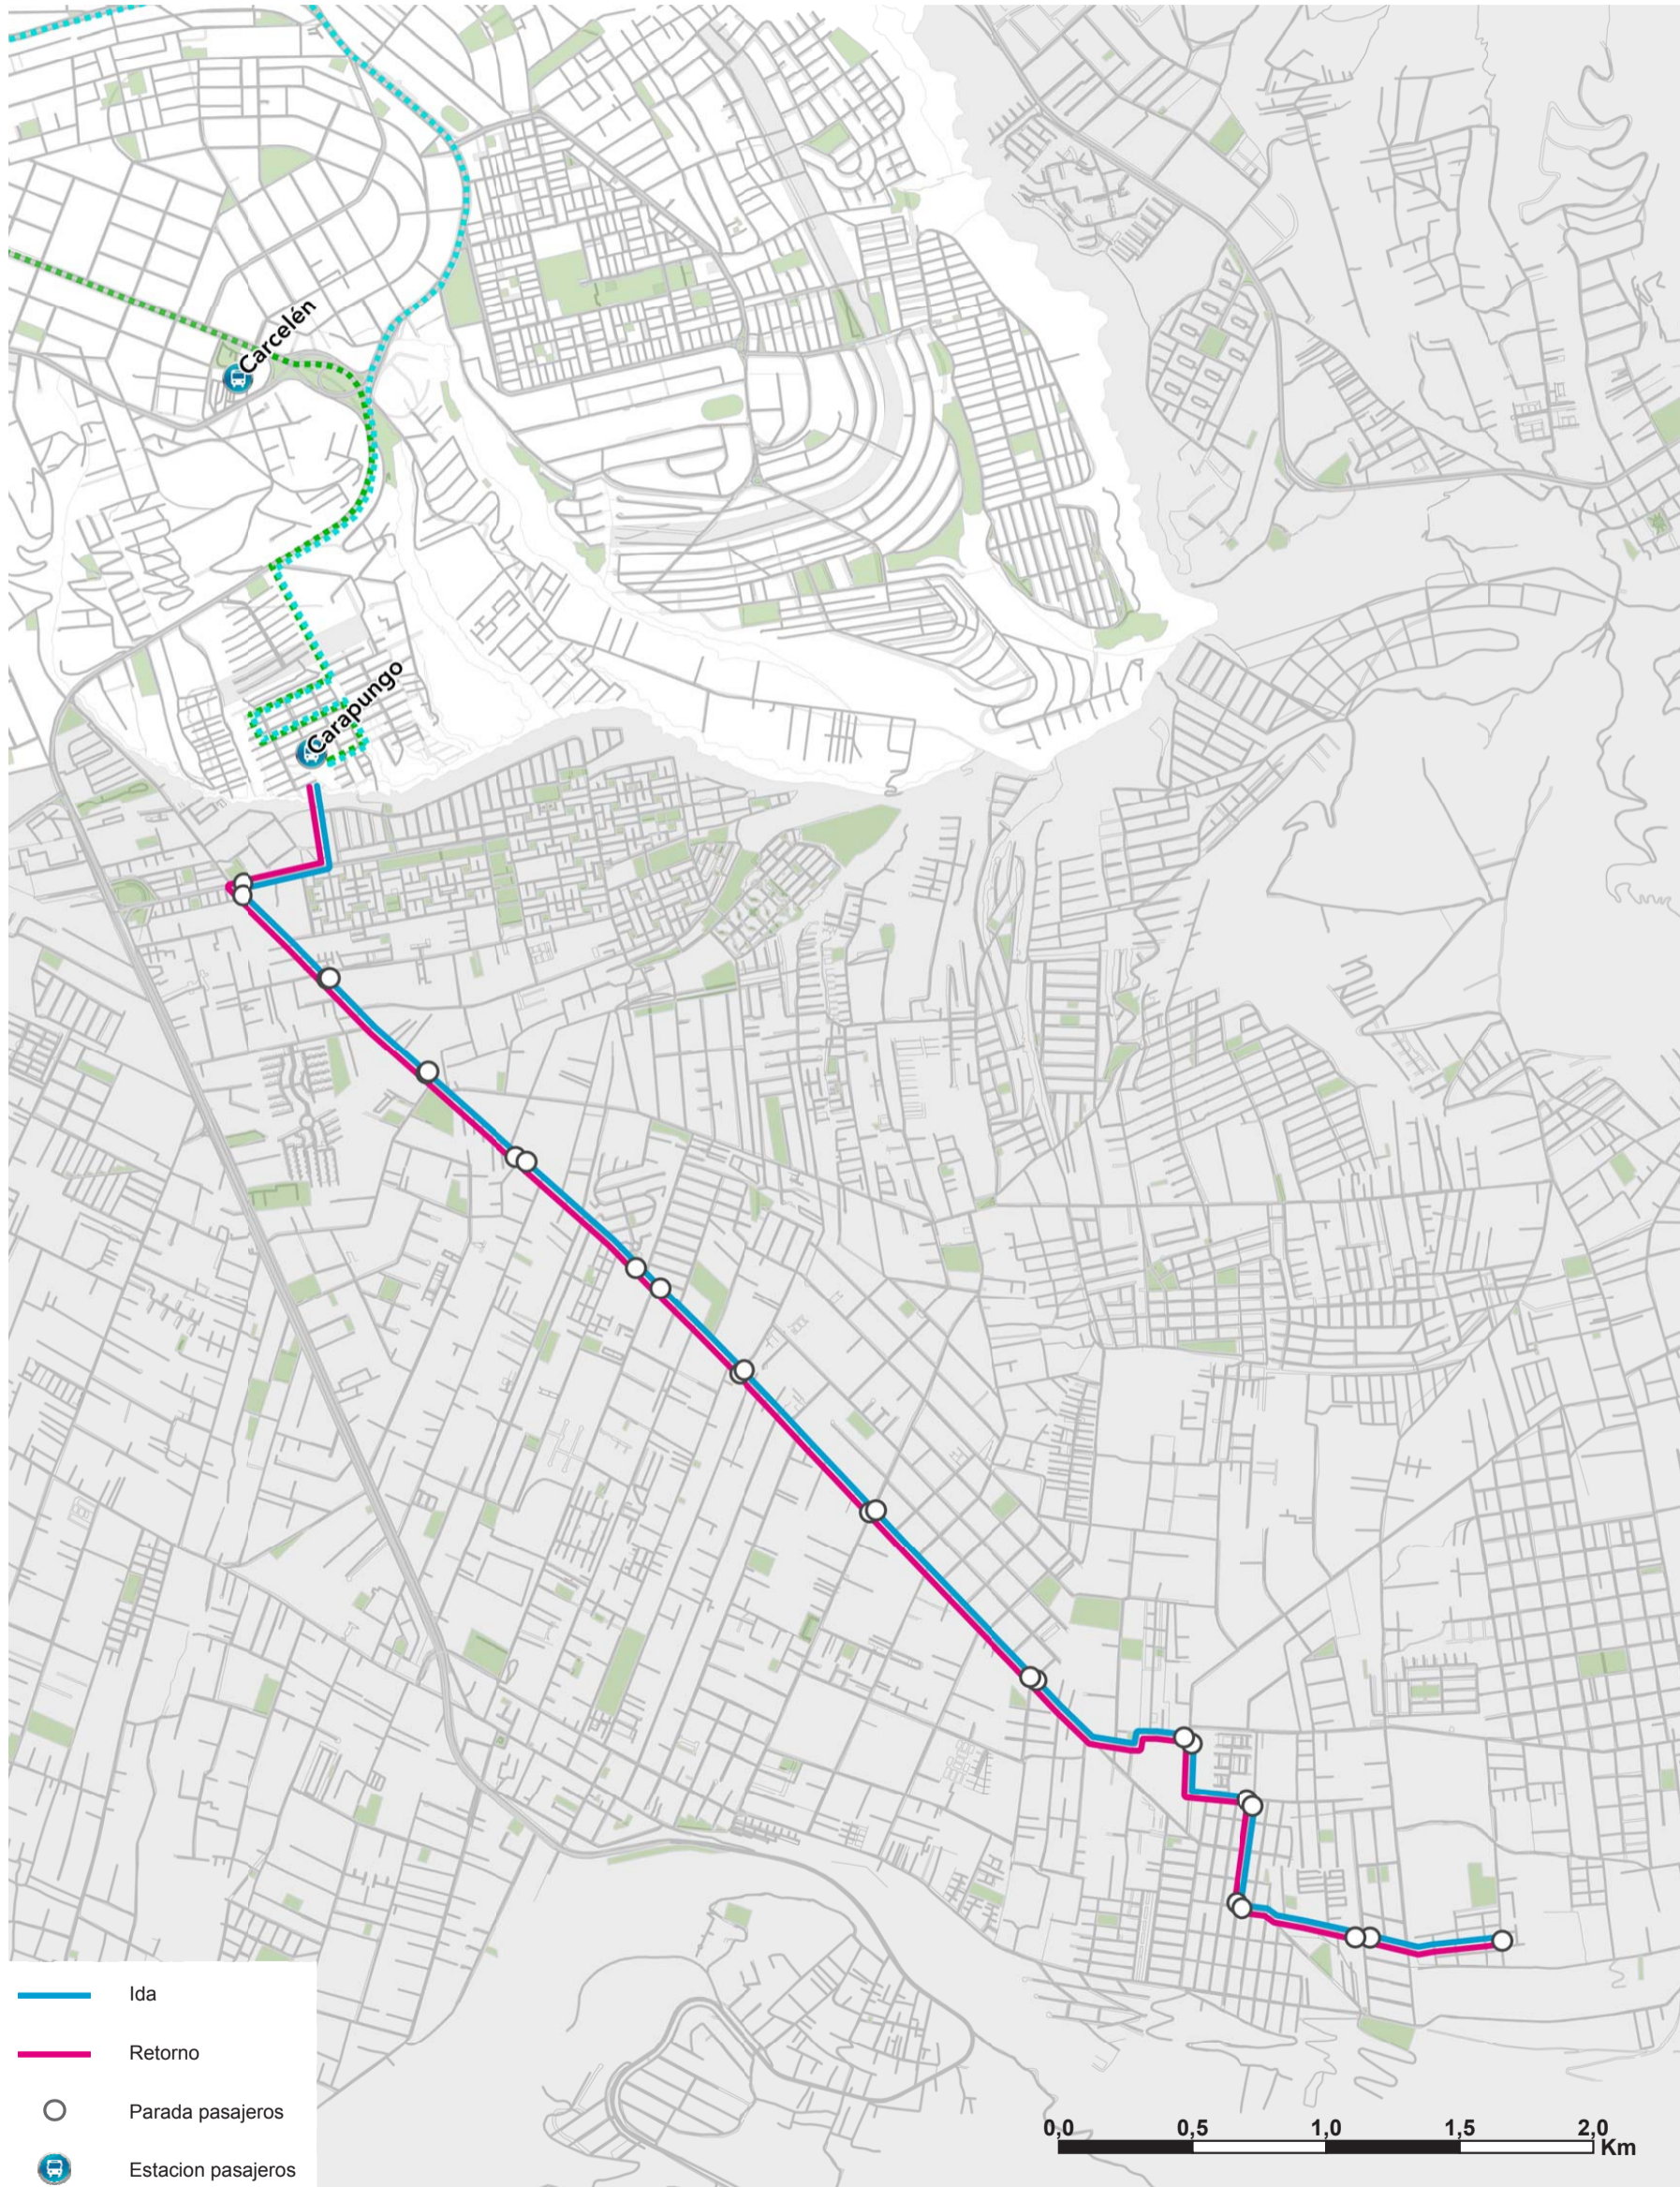 Carcelén
Carapungo
Ida
Retorno
Parada pasajeros
Estacion pasajeros
0,0 0,5 1,0 1,5 2,0
Km